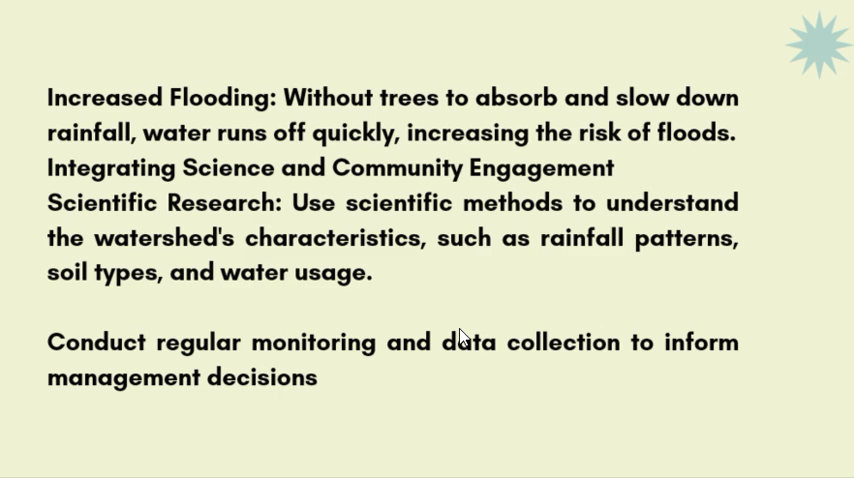 Increased Flooding: Without trees to absorb and slow down
rainfall, water runs off quickly, increasing the risk of floods.
Integrating Science and Community Engagement
Scientific Research: Use scientific methods to understand
the watershed's characteristics, such as rainfall patterns,
soil types, and water usage.
Conduct regular monitoring and data collection to inform
management decisions